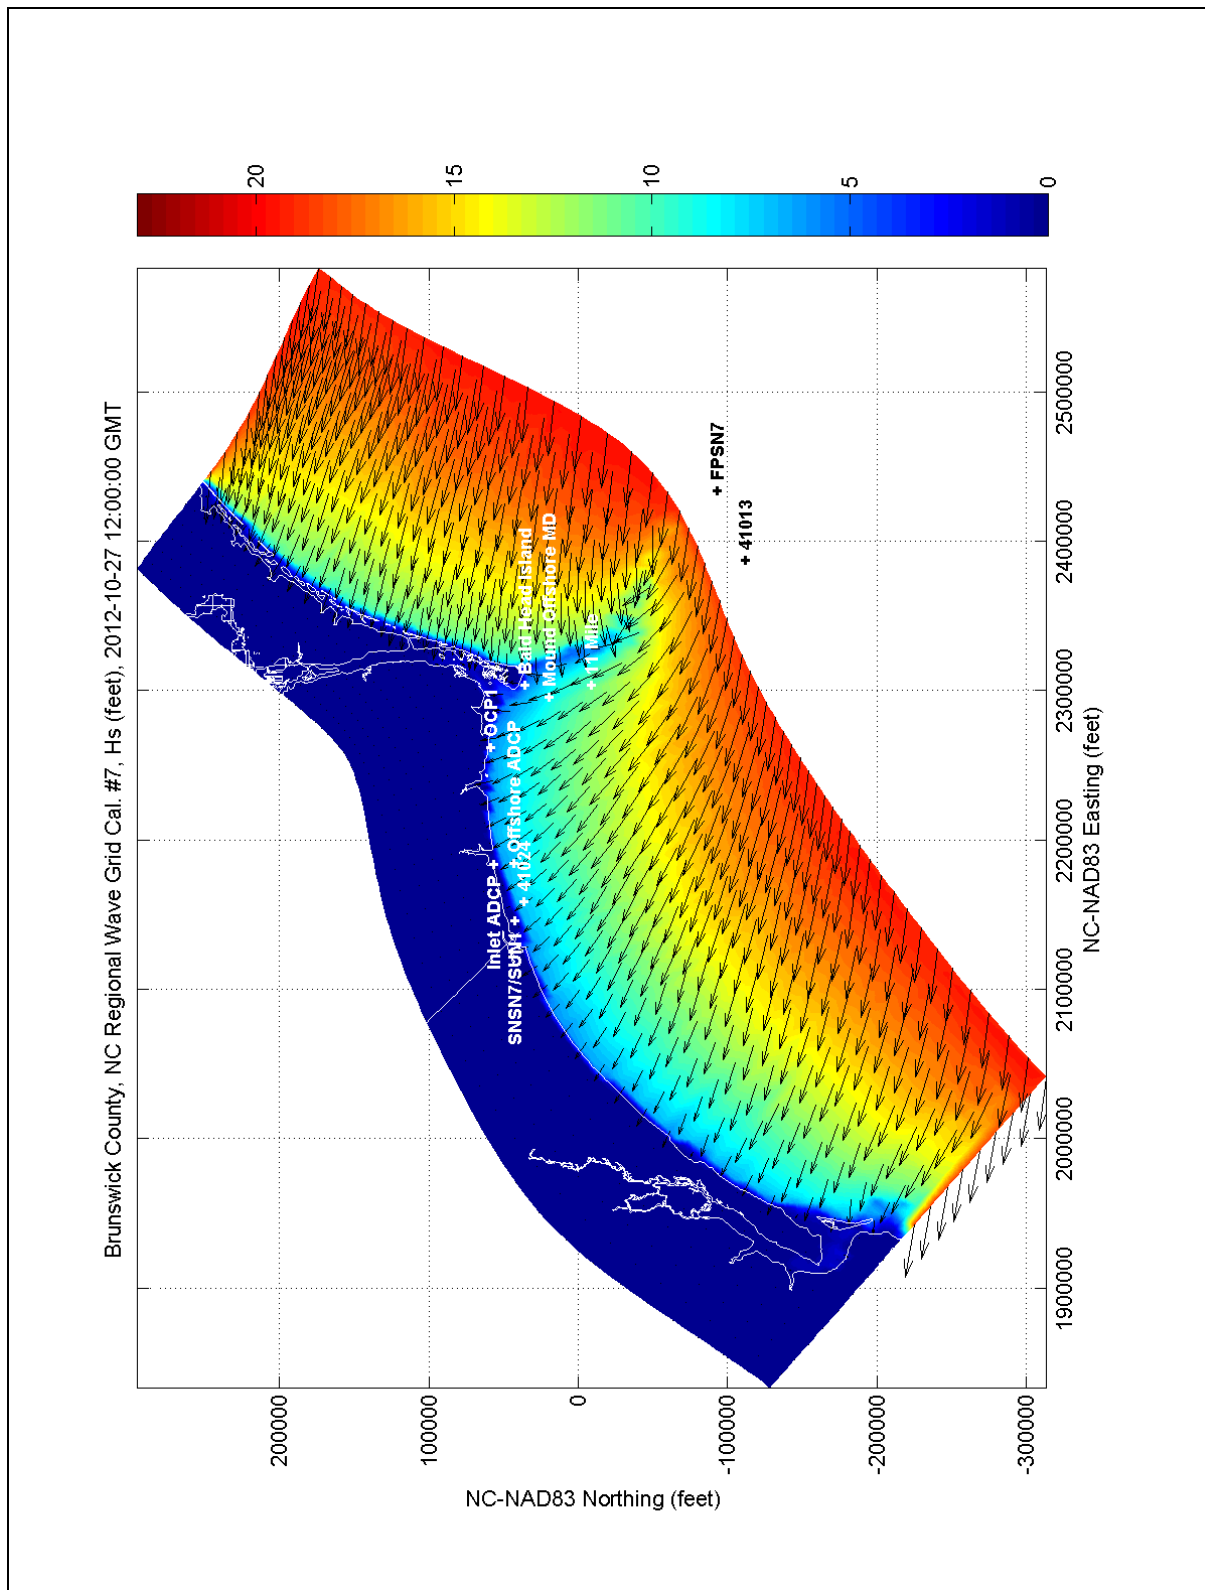 Brunswick County, NC Regional Wave Grid Cal. #7, Hs (feet), 2012-10-27 12:00:00 GMT
200000
100000
0
-100000
-200000
-300000
NC-NAD83 Northing (feet)
1900000
2000000
2100000
2200000
2300000
2400000
2500000
NC-NAD83 Easting (feet)
Inlet ADCP
SNSN7/SUN1
41024
Offshore ADCP
OCP1
Bald Head Island
Mound Offshore MD
11 Mile
FPSN7
41013
20
15
10
5
0